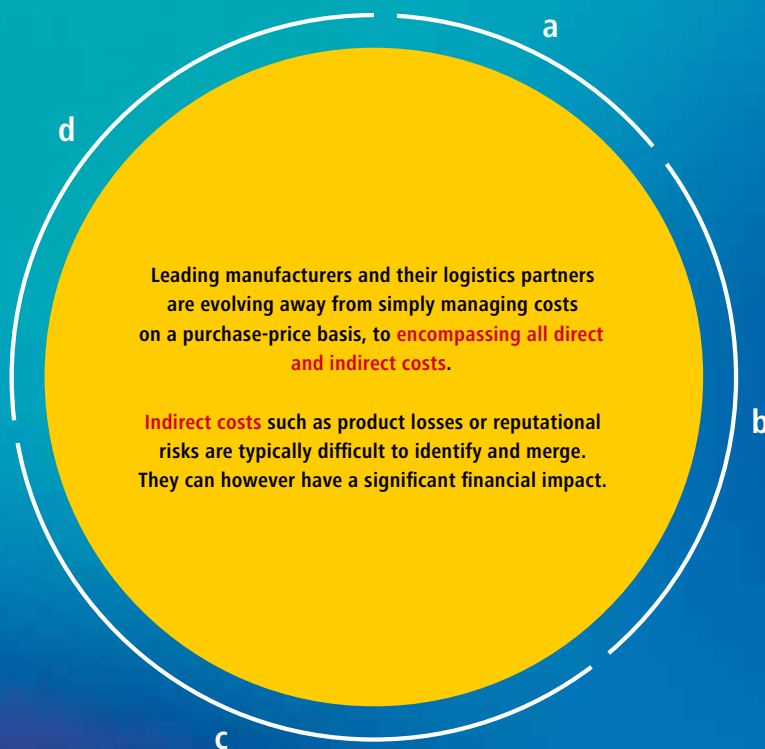 a
d
Leading manufacturers and their logistics partners
are evolving away from simply managing costs
on a purchase-price basis, to encompassing all direct
and indirect costs.
Indirect costs such as product losses or reputational
risks are typically difficult to identify and merge.
They can however have a significant financial impact.
b
c